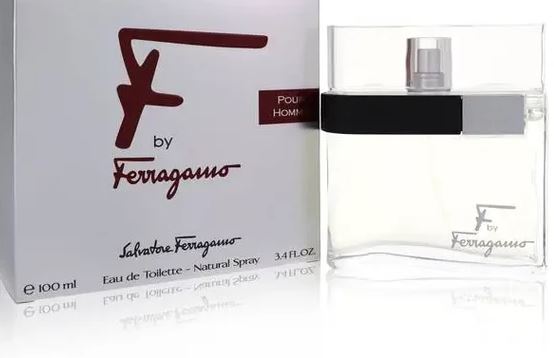 F
by
Ferragamo
POUR
HOMME
Salvatore Ferragamo
e 100 ml Eau de Toilette - Natural Spray 3.4 FL.OZ.
F
by
Ferragamo